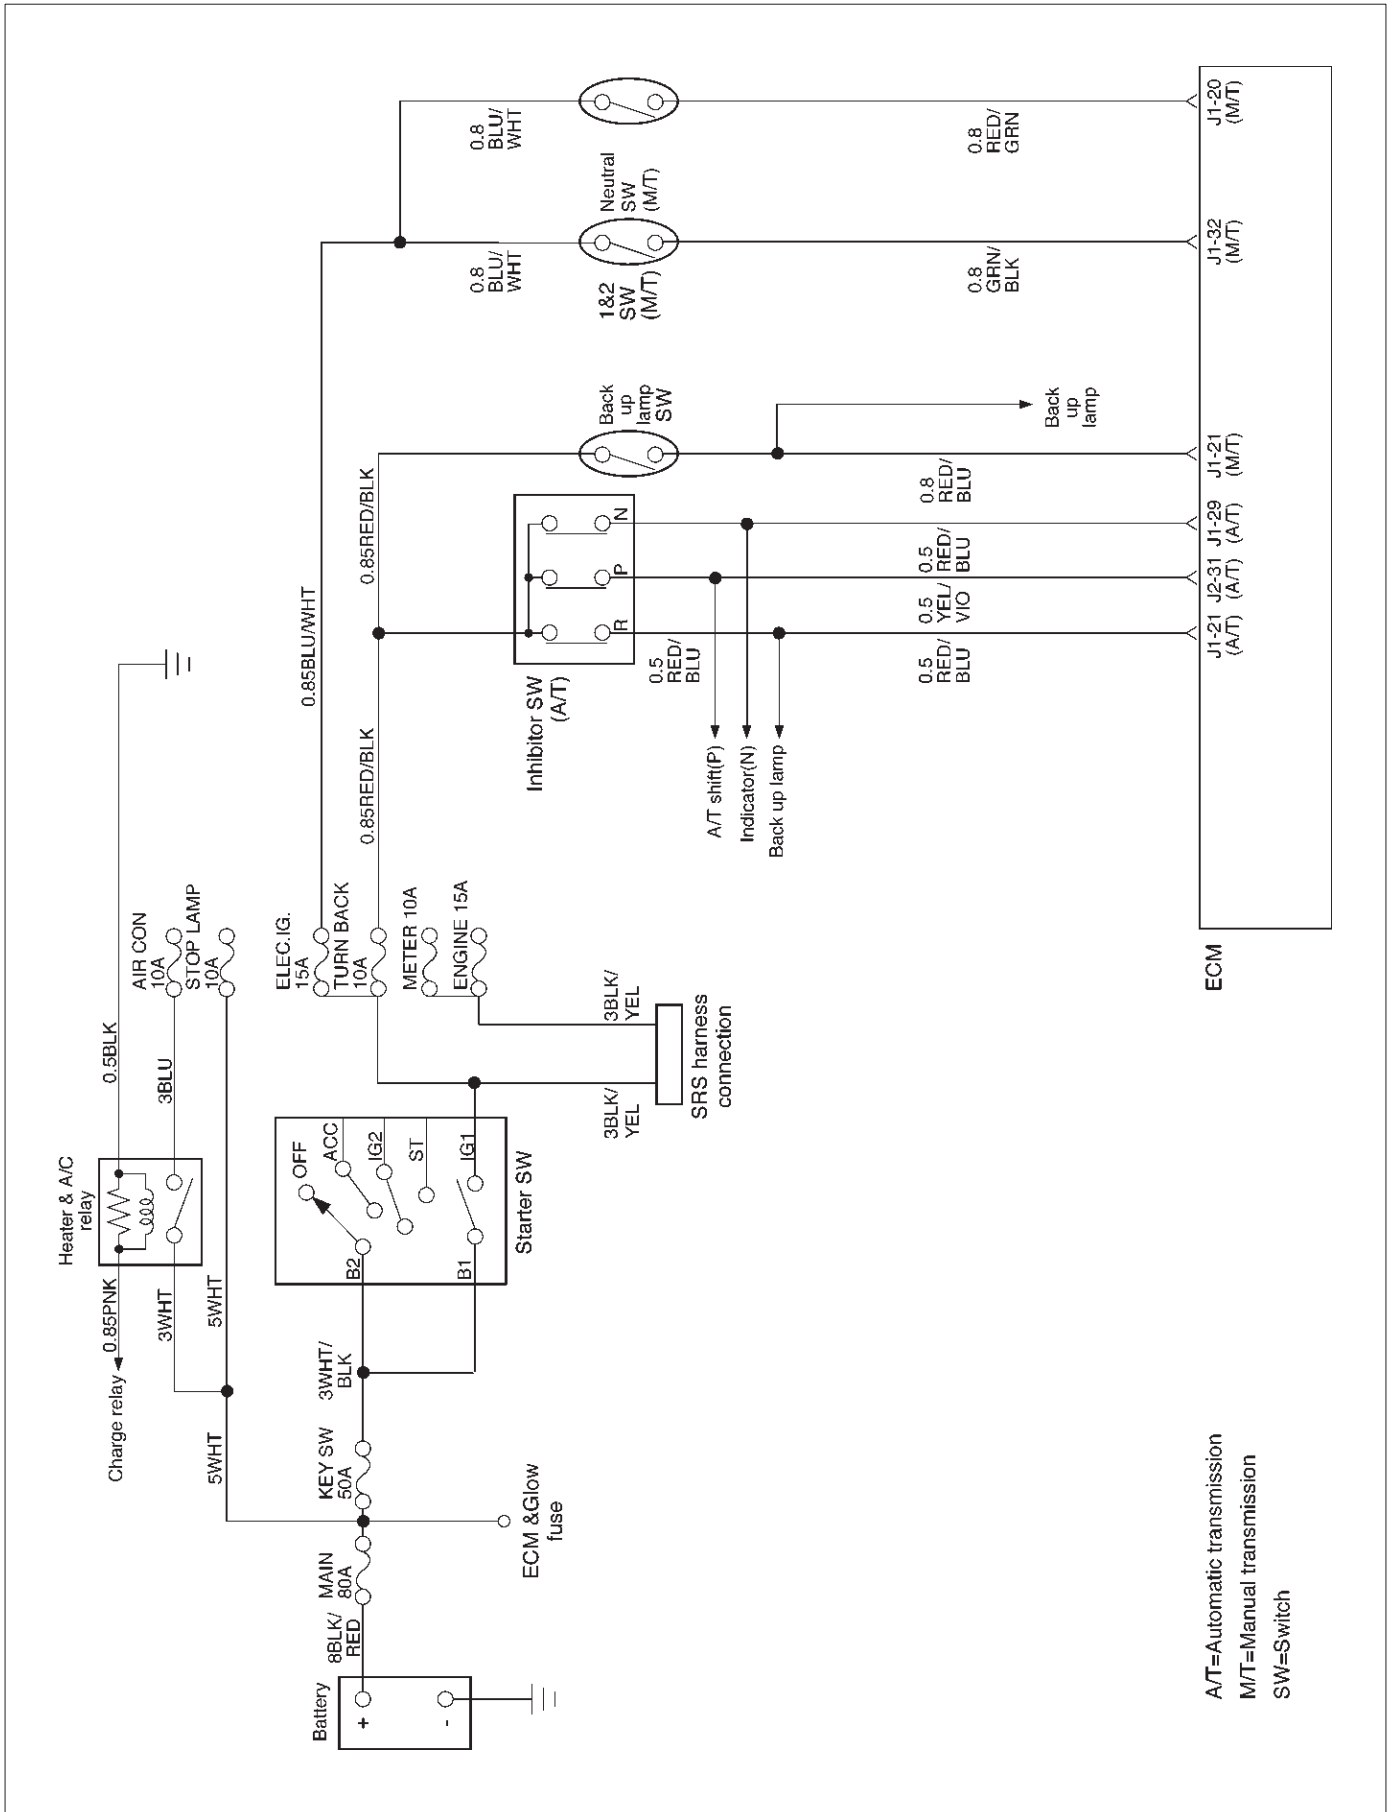 Battery
+
-
8BLK/
RED
MAIN
80A
ECM &Glow
fuse
KEY SW
50A
3WHT/
BLK
5WHT
Charge relay
0.85PNK
3WHT
5WHT
Heater & A/C
relay
B2
B1
OFF
ACC
IG2
ST
IG1
Starter SW
0.5BLK
3BLU
3BLK/
YEL
3BLK/
YEL
SRS harness
connection
AIR CON
10A
STOP LAMP
10A
ELEC.IG.
15A
TURN BACK
10A
METER 10A
ENGINE 15A
0.85RED/BLK
0.85BLU/WHT
0.85RED/BLK
Inhibitor SW
(A/T)
R
P
N
0.5
RED/
BLU
A/T shift(P)
Indicator(N)
Back up lamp
0.5
RED/
BLU
0.5
YEL/
VIO
0.5
RED/
BLU
0.8
RED/
BLU
Back
up
lamp
SW
Back
up
lamp
1&2
SW
(M/T)
Neutral
SW
(M/T)
0.8
BLU/
WHT
0.8
BLU/
WHT
0.8
GRN/
BLK
0.8
RED/
GRN
ECM
J1-21
(A/T)
J2-31
(A/T)
J1-29
(A/T)
J1-21
(M/T)
J1-32
(M/T)
J1-20
(M/T)
A/T=Automatic transmission
M/T=Manual transmission
SW=Switch